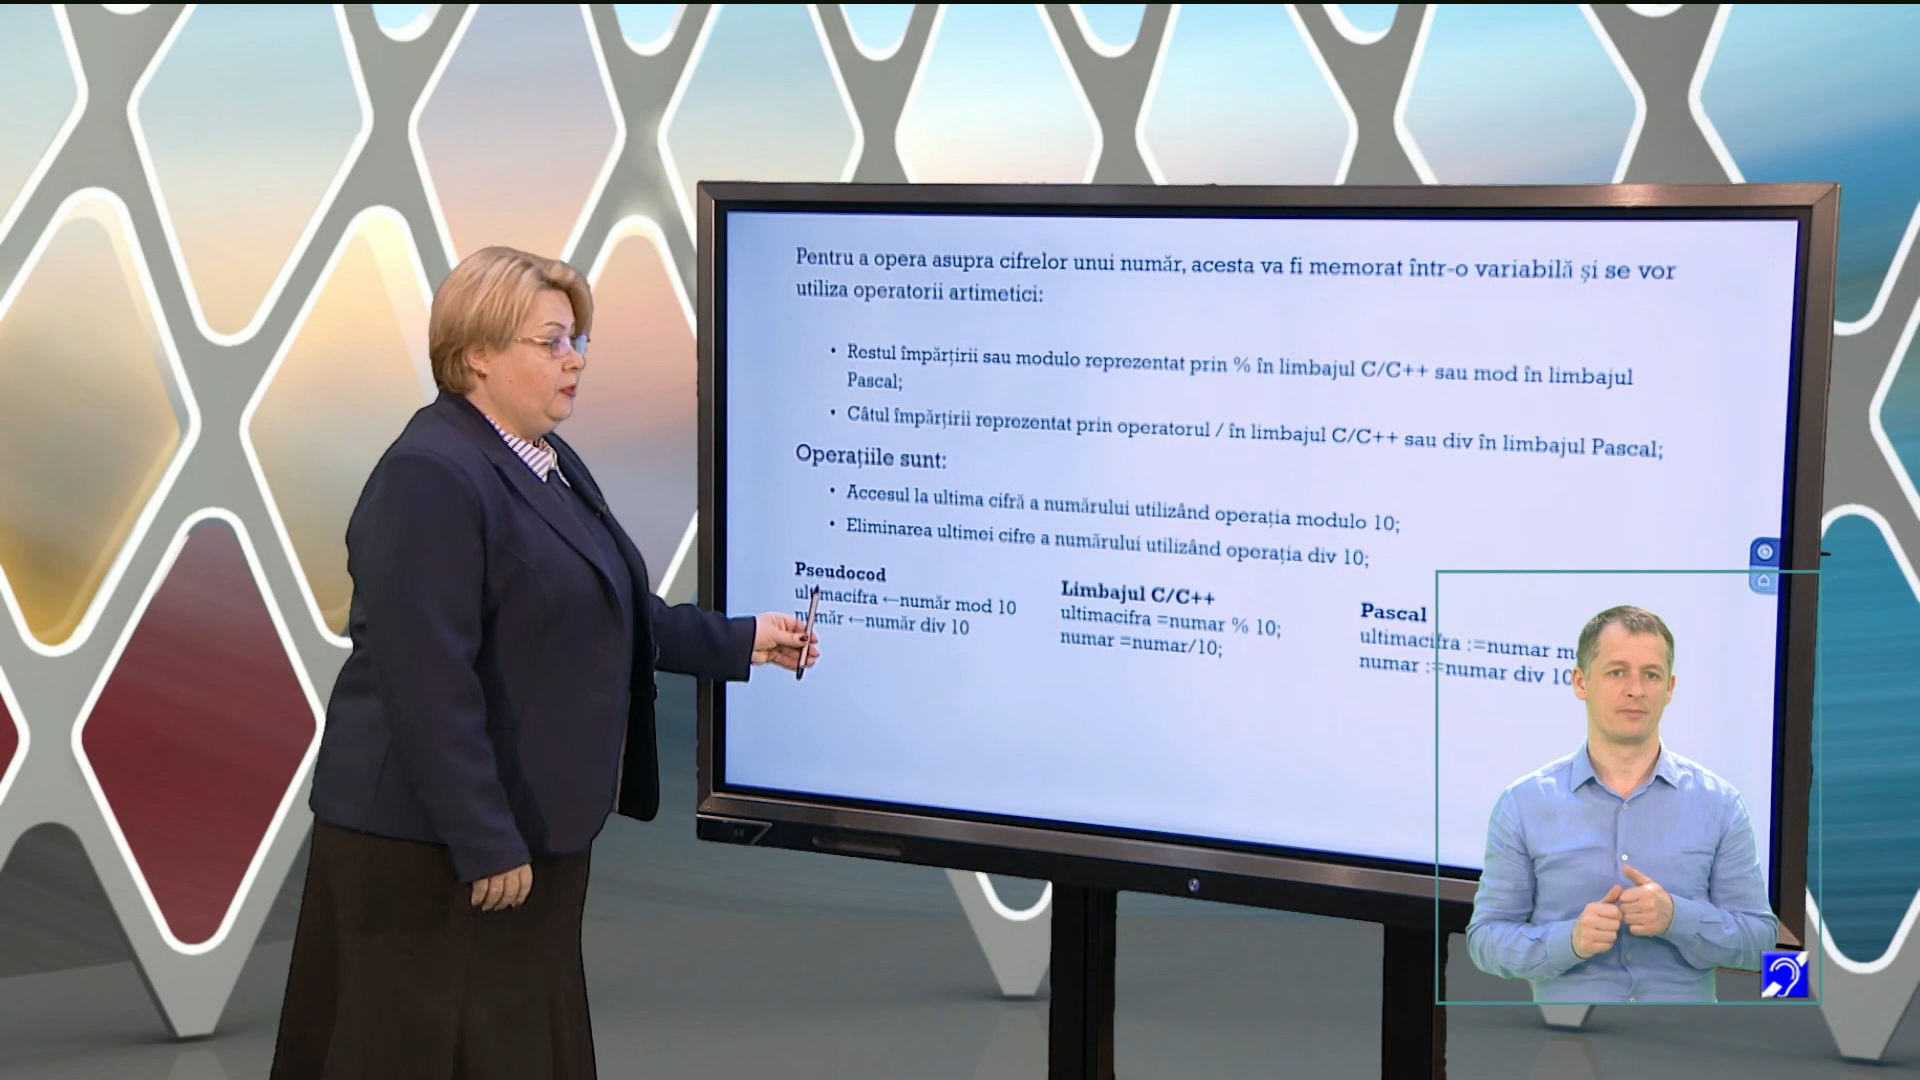 Pentru a opera asupra cifrelor unui număr, acesta va fi memorat într-o variabilă și se vor
utiliza operatorii artimetici:
• Restul împărțirii sau modulo reprezentat prin % în limbajul C/C++ sau mod în limbajul
Pascal;
• Câtul împărțirii reprezentat prin operatorul / în limbajul C/C++ sau div în limbajul Pascal;
Operațiile sunt:
• Accesul la ultima cifră a numărului utilizând operația modulo 10;
• Eliminarea ultimei cifre a numărului utilizând operația div 10;
Pseudocod
ultimacifra ←număr mod 10
număr ←număr div 10
Limbajul C/C++
ultimacifra =numar % 10;
numar =numar/10;
Pascal
ultimacifra :=numar
numar :=numar div 10